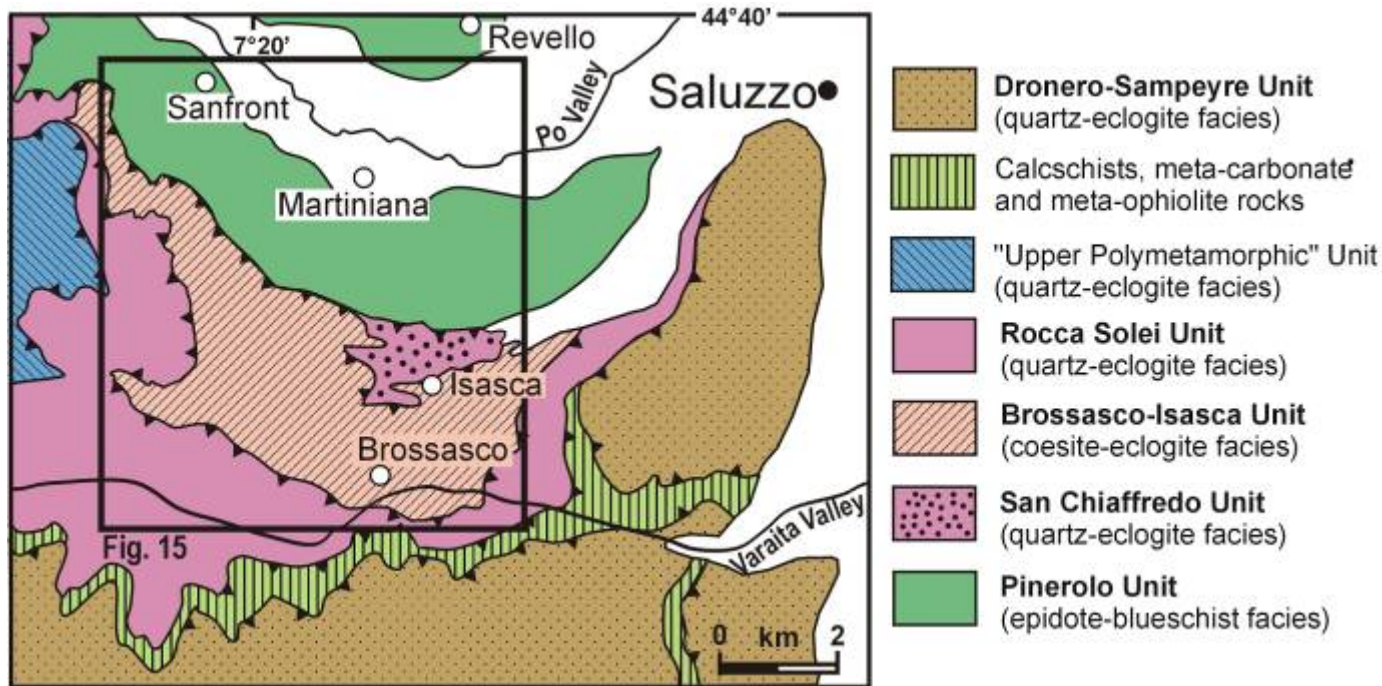 44°40'
7°20'
Revello
Sanfront
Po Valley
Saluzzo
Martiniana
Isasca
Brossasco
Fig. 15
Varaita Valley
0 km 2
Dronero-Sampeyre Unit
(quartz-eclogite facies)
Calcschists, meta-carbonate
and meta-ophiolite rocks
"Upper Polymetamorphic" Unit
(quartz-eclogite facies)
Rocca Solei Unit
(quartz-eclogite facies)
Brossasco-Isasca Unit
(coesite-eclogite facies)
San Chiaffredo Unit
(quartz-eclogite facies)
Pinerolo Unit
(epidote-blueschist facies)